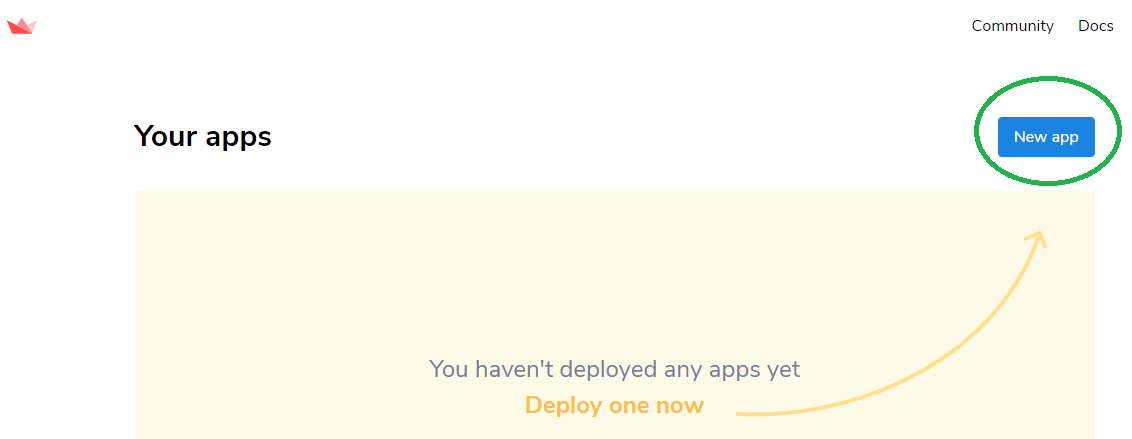 Community Docs
Your apps
New app
You haven't deployed any apps yet
Deploy one now